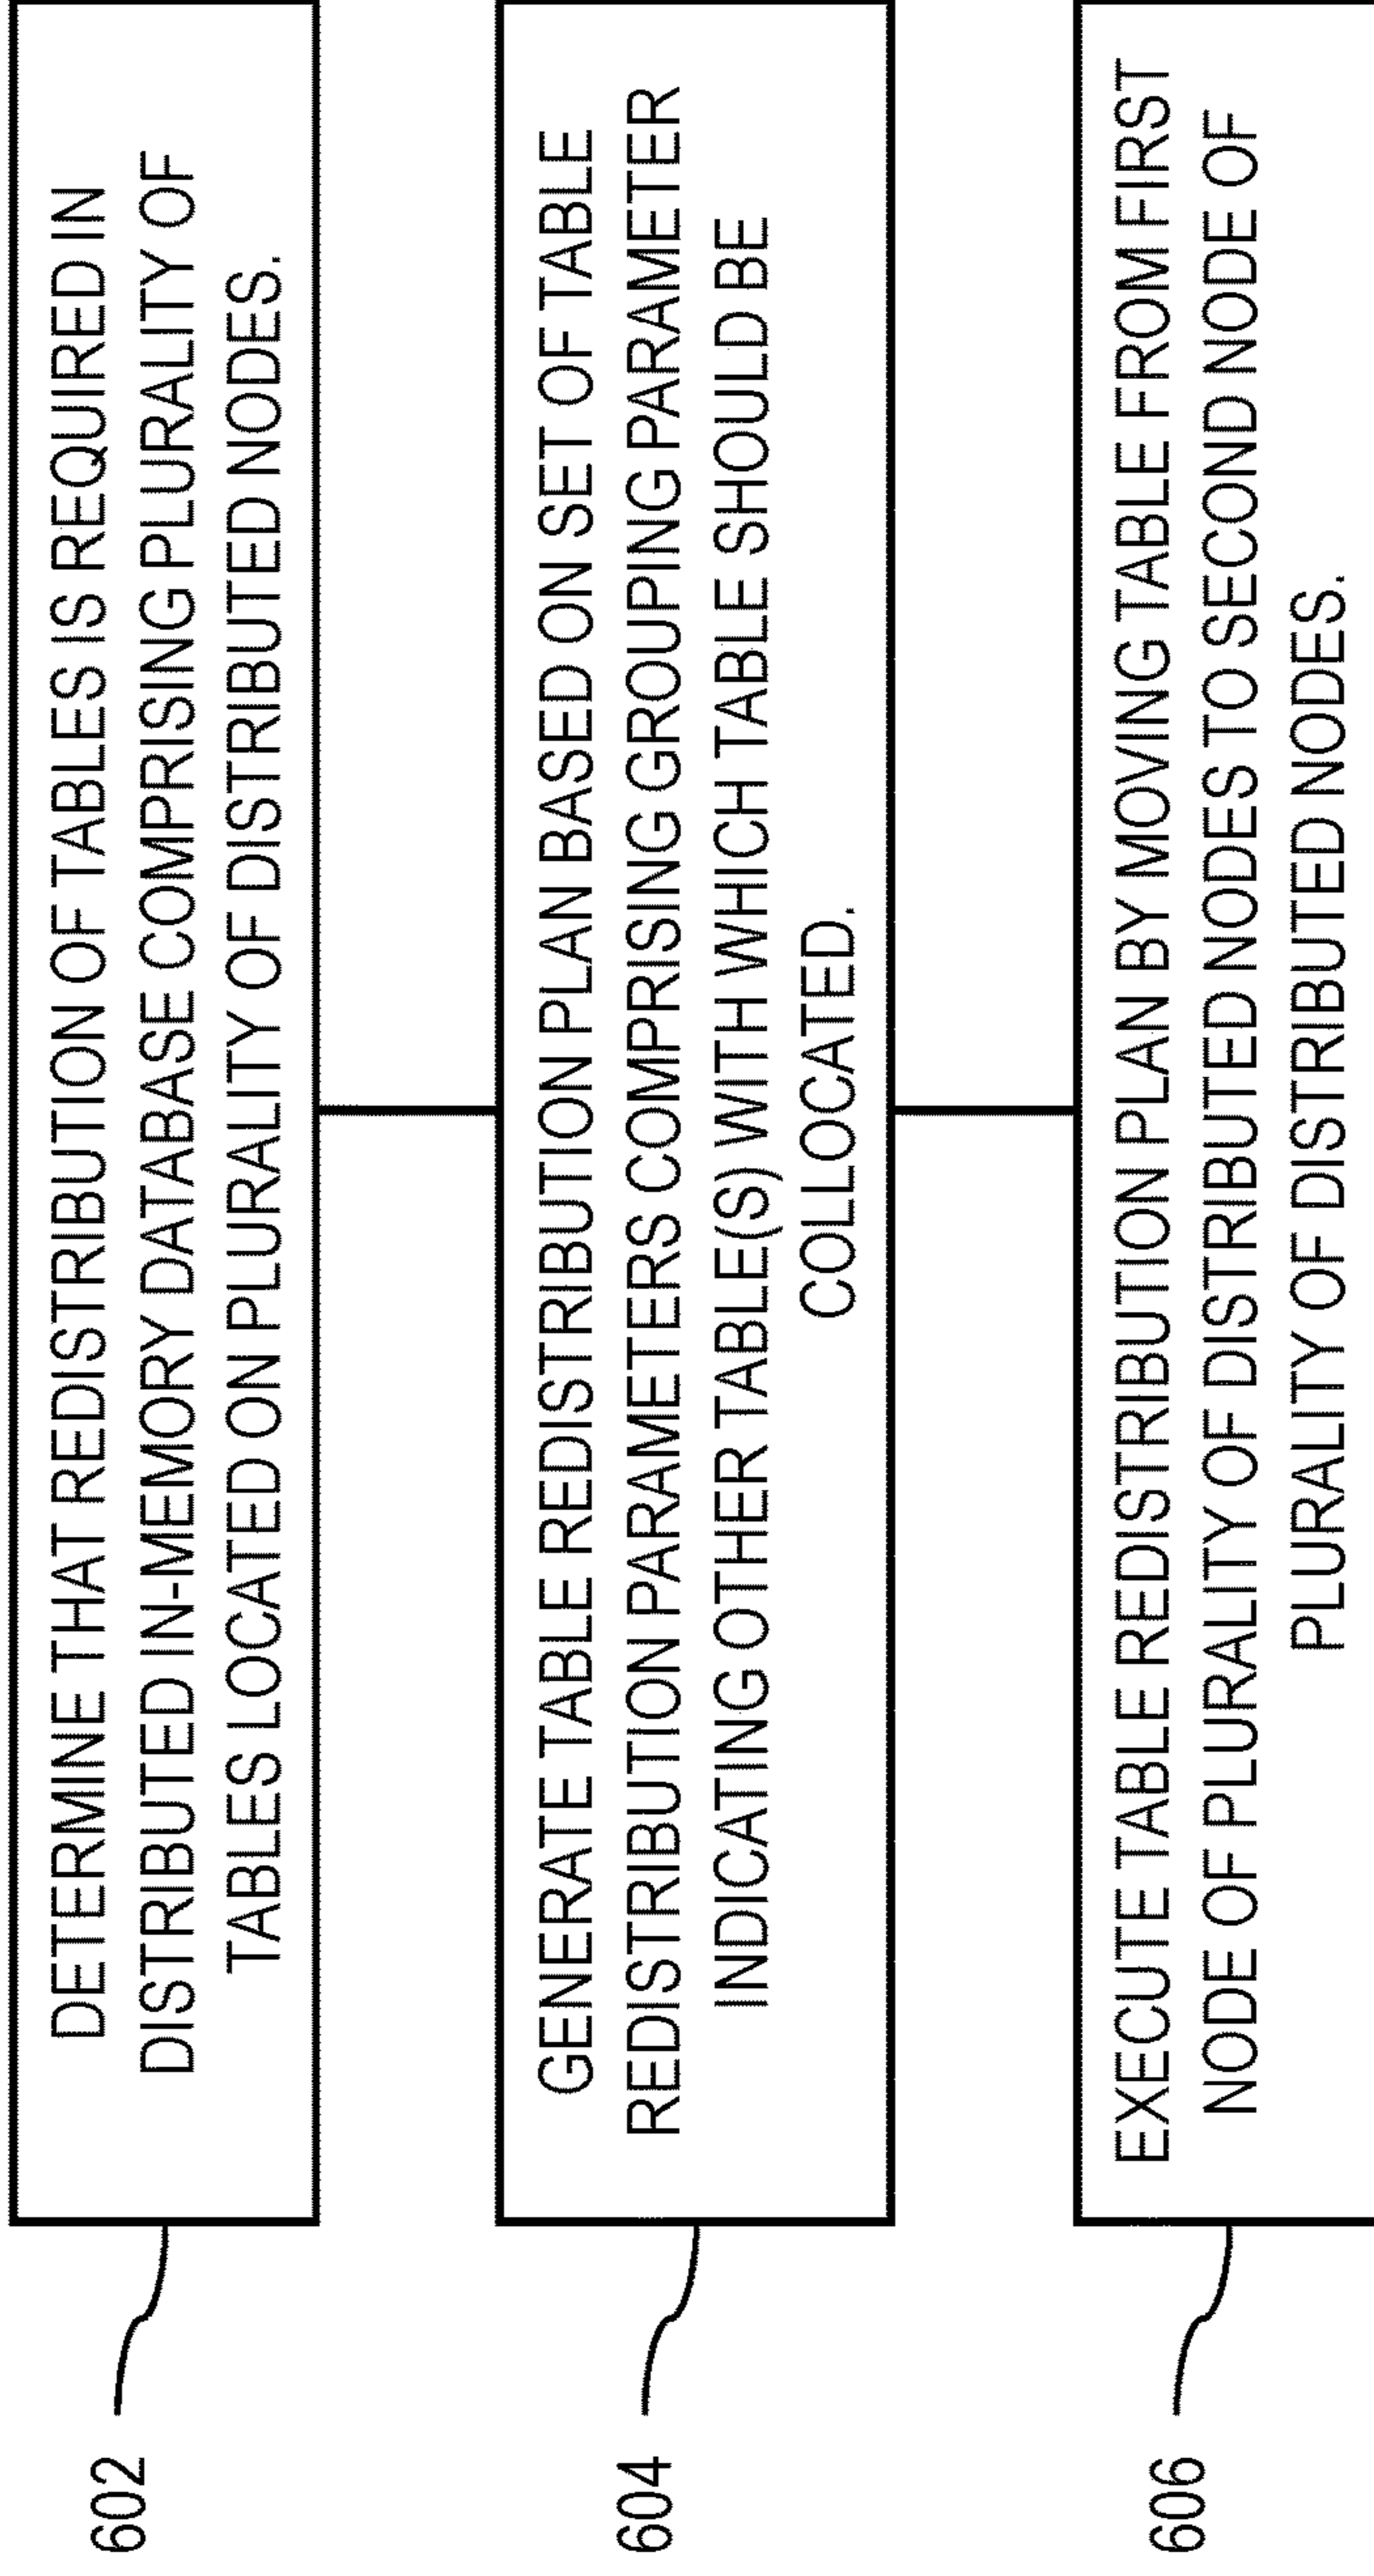 602
DETERMINE THAT REDISTRIBUTION OF TABLES IS REQUIRED IN
DISTRIBUTED IN-MEMORY DATABASE COMPRISING PLURALITY OF
TABLES LOCATED ON PLURALITY OF DISTRIBUTED NODES.
604
GENERATE TABLE REDISTRIBUTION PLAN BASED ON SET OF TABLE
REDISTRIBUTION PARAMETERS COMPRISING GROUPING PARAMETER
INDICATING OTHER TABLE(S) WITH WHICH TABLE SHOULD BE
COLLOCATED.
606
EXECUTE TABLE REDISTRIBUTION PLAN BY MOVING TABLE FROM FIRST
NODE OF PLURALITY OF DISTRIBUTED NODES TO SECOND NODE OF
PLURALITY OF DISTRIBUTED NODES.